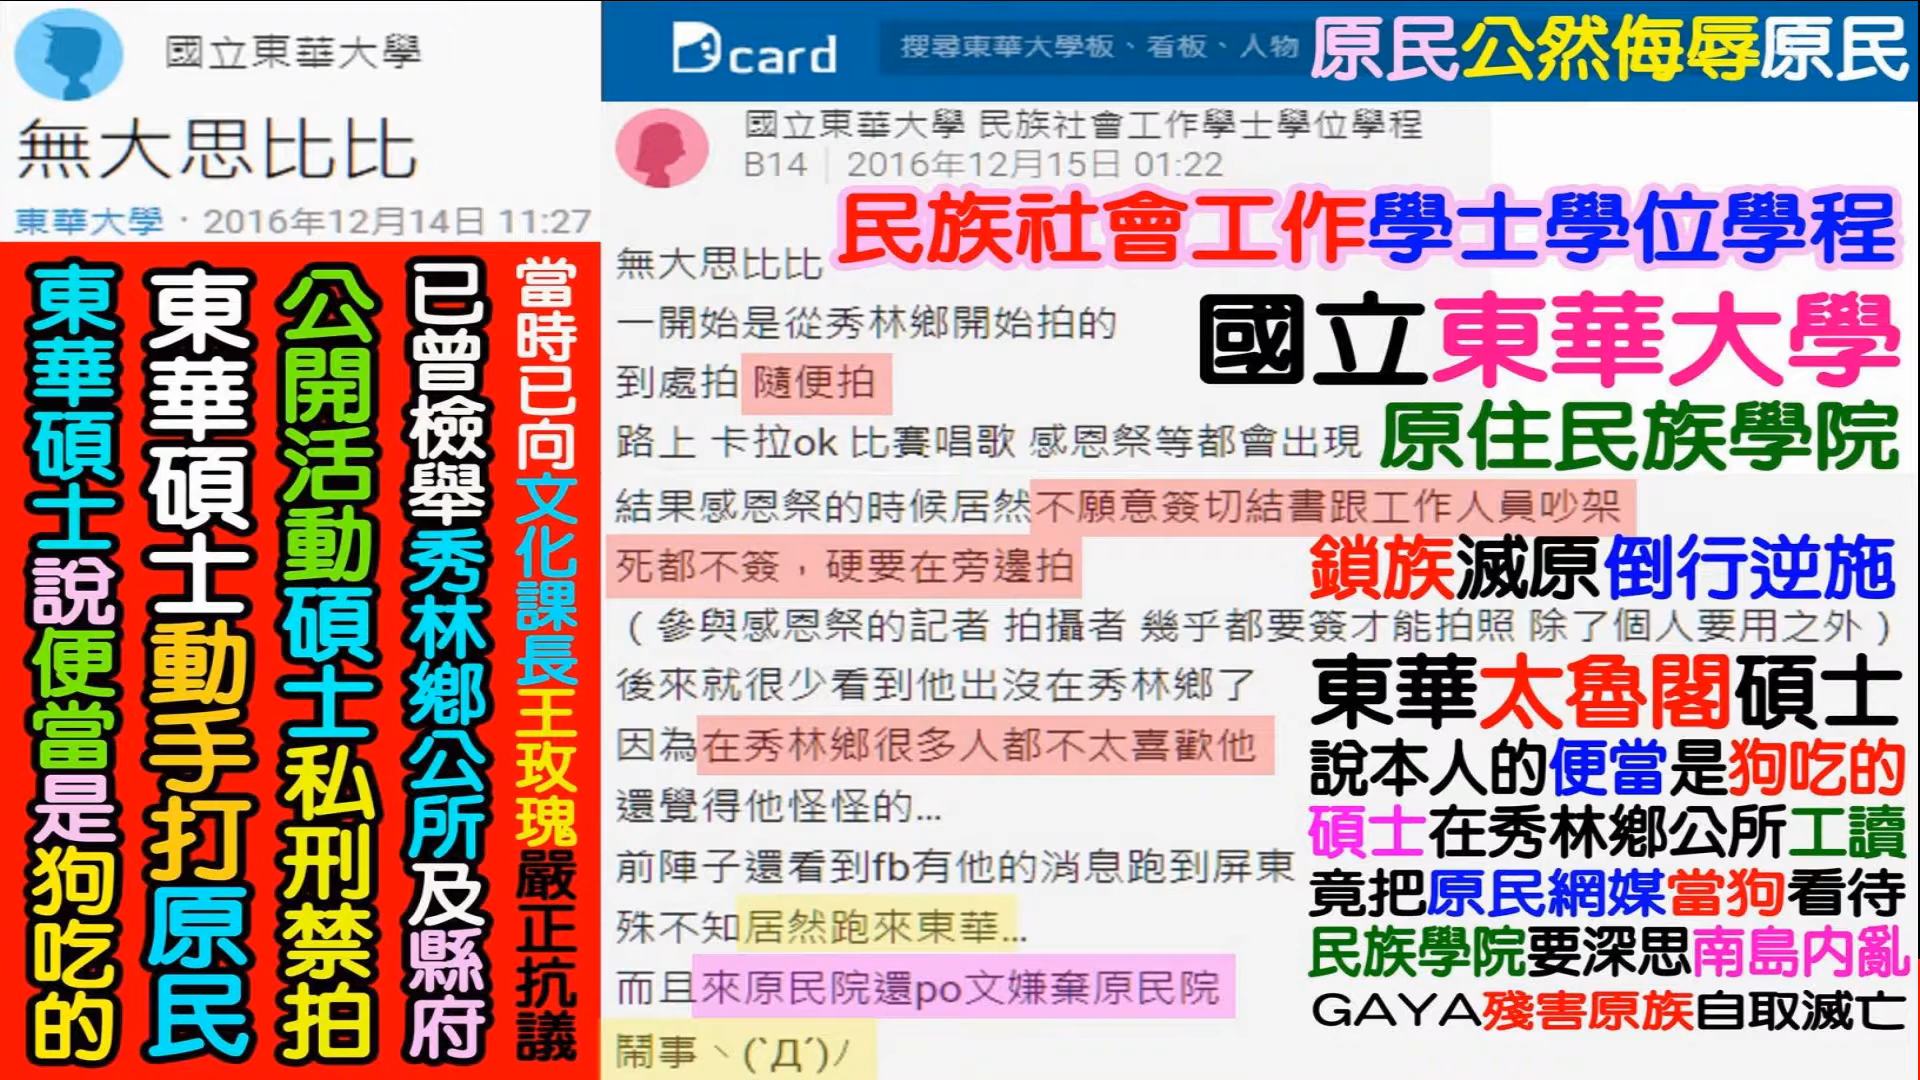 國立東華大學
無大思比比
東華大學·2016年12月14日 11:27
東華碩士說便當是狗吃的
東華碩士動手打原民
公開活動碩士私刑禁拍
已曾檢舉秀林鄉公所及縣府
當時已向文化課長王玫瑰嚴正抗議
Dcard
搜尋東華大學板、看板、人物
原民公然侮辱原民
國立東華大學 民族社會工作學士學位學程
B14 | 2016年12月15日 01:22
民族社會工作學士學位學程
無大思比比
一開始是從秀林鄉開始拍的
國立東華大學
到處拍 隨便拍
路上 卡拉ok 比賽唱歌 感恩祭等都會出現
原住民族學院
結果感恩祭的時候居然不願意簽切結書跟工作人員吵架
死都不簽，硬要在旁邊拍
鎖族滅原倒行逆施
（參與感恩祭的記者 拍攝者 幾乎都要簽才能拍照 除了個人要用之外）
後來就很少看到他出沒在秀林鄉了
因為在秀林鄉很多人都不太喜歡他
還覺得他怪怪的...
前陣子還看到fb有他的消息跑到屏東
殊不知居然跑來東華...
而且來原民院還po文嫌棄原民院
鬧事ヽ(`Д´)ﾉ
東華太魯閣碩士
說本人的便當是狗吃的
碩士在秀林鄉公所工讀
竟把原民網媒當狗看待
民族學院要深思南島内亂
GAYA殘害原族自取滅亡